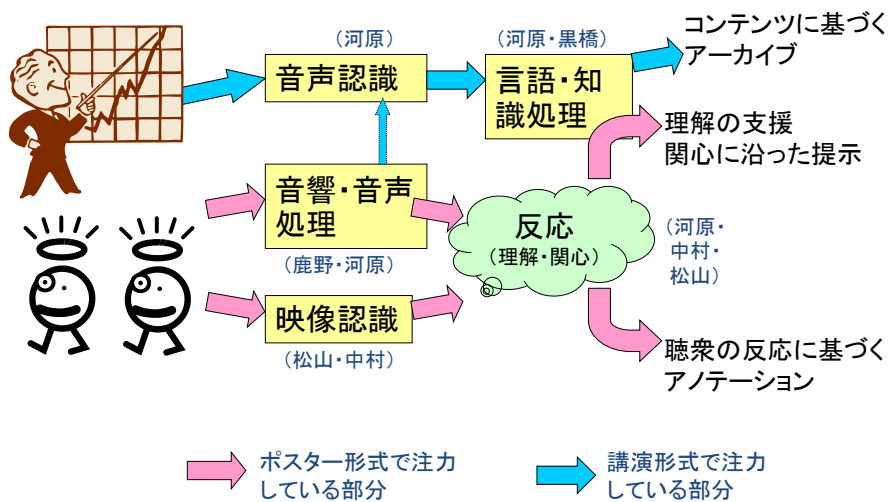 (河原)
音声認識
(河原・黒橋)
言語・知
識処理
コンテンツに基づく
アーカイブ
理解の支援
関心に沿った提示
音響・音声
処理
(鹿野・河原)
反応
(理解・関心)
(河原・
中村・
松山)
映像認識
(松山・中村)
聴衆の反応に基づく
アノテーション
ポスター形式で注力
している部分
講演形式で注力
している部分